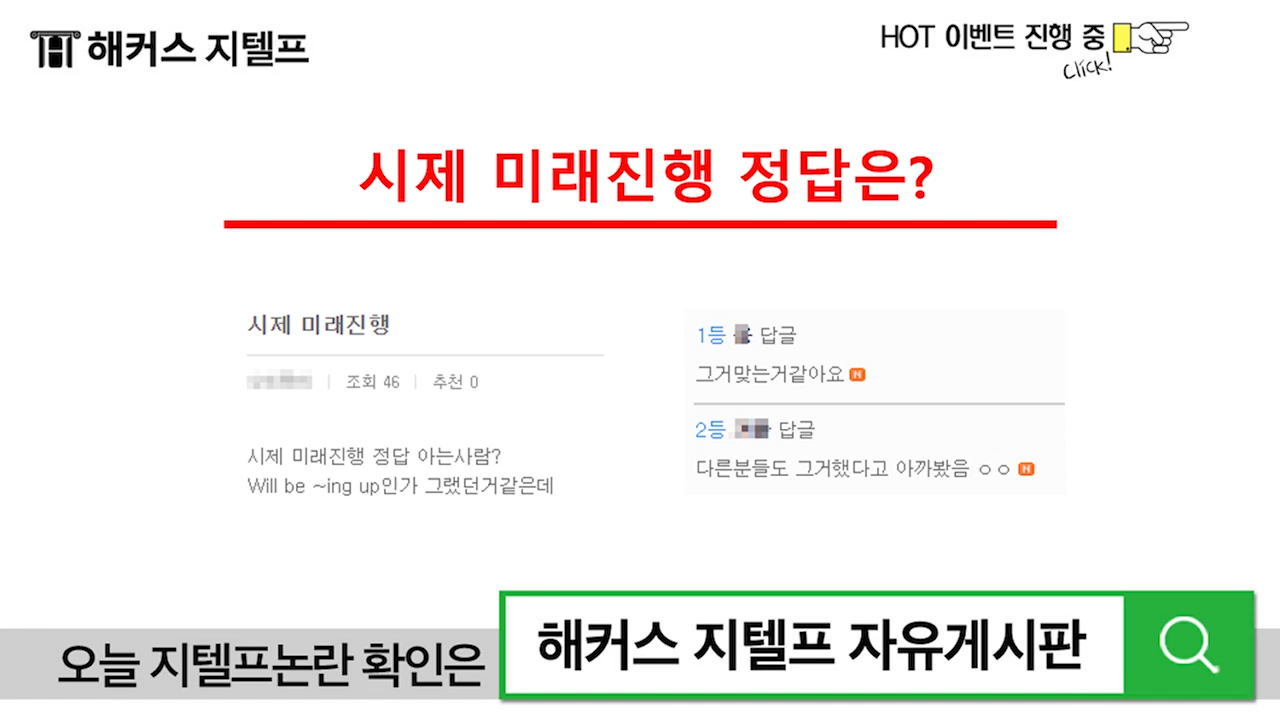 해커스 지텔프
HOT 이벤트 진행 중
click!
시제 미래진행 정답은?
시제 미래진행
조회 46 | 추천 0
시제 미래진행 정답 아는사람?
Will be ~ing up인가 그랬던거같은데
1등 답글
그거맞는거같아요 N
2등 답글
다른분들도 그거했다고 아까봤음 ㅇㅇ N
오늘 지텔프논란 확인은
해커스 지텔프 자유게시판